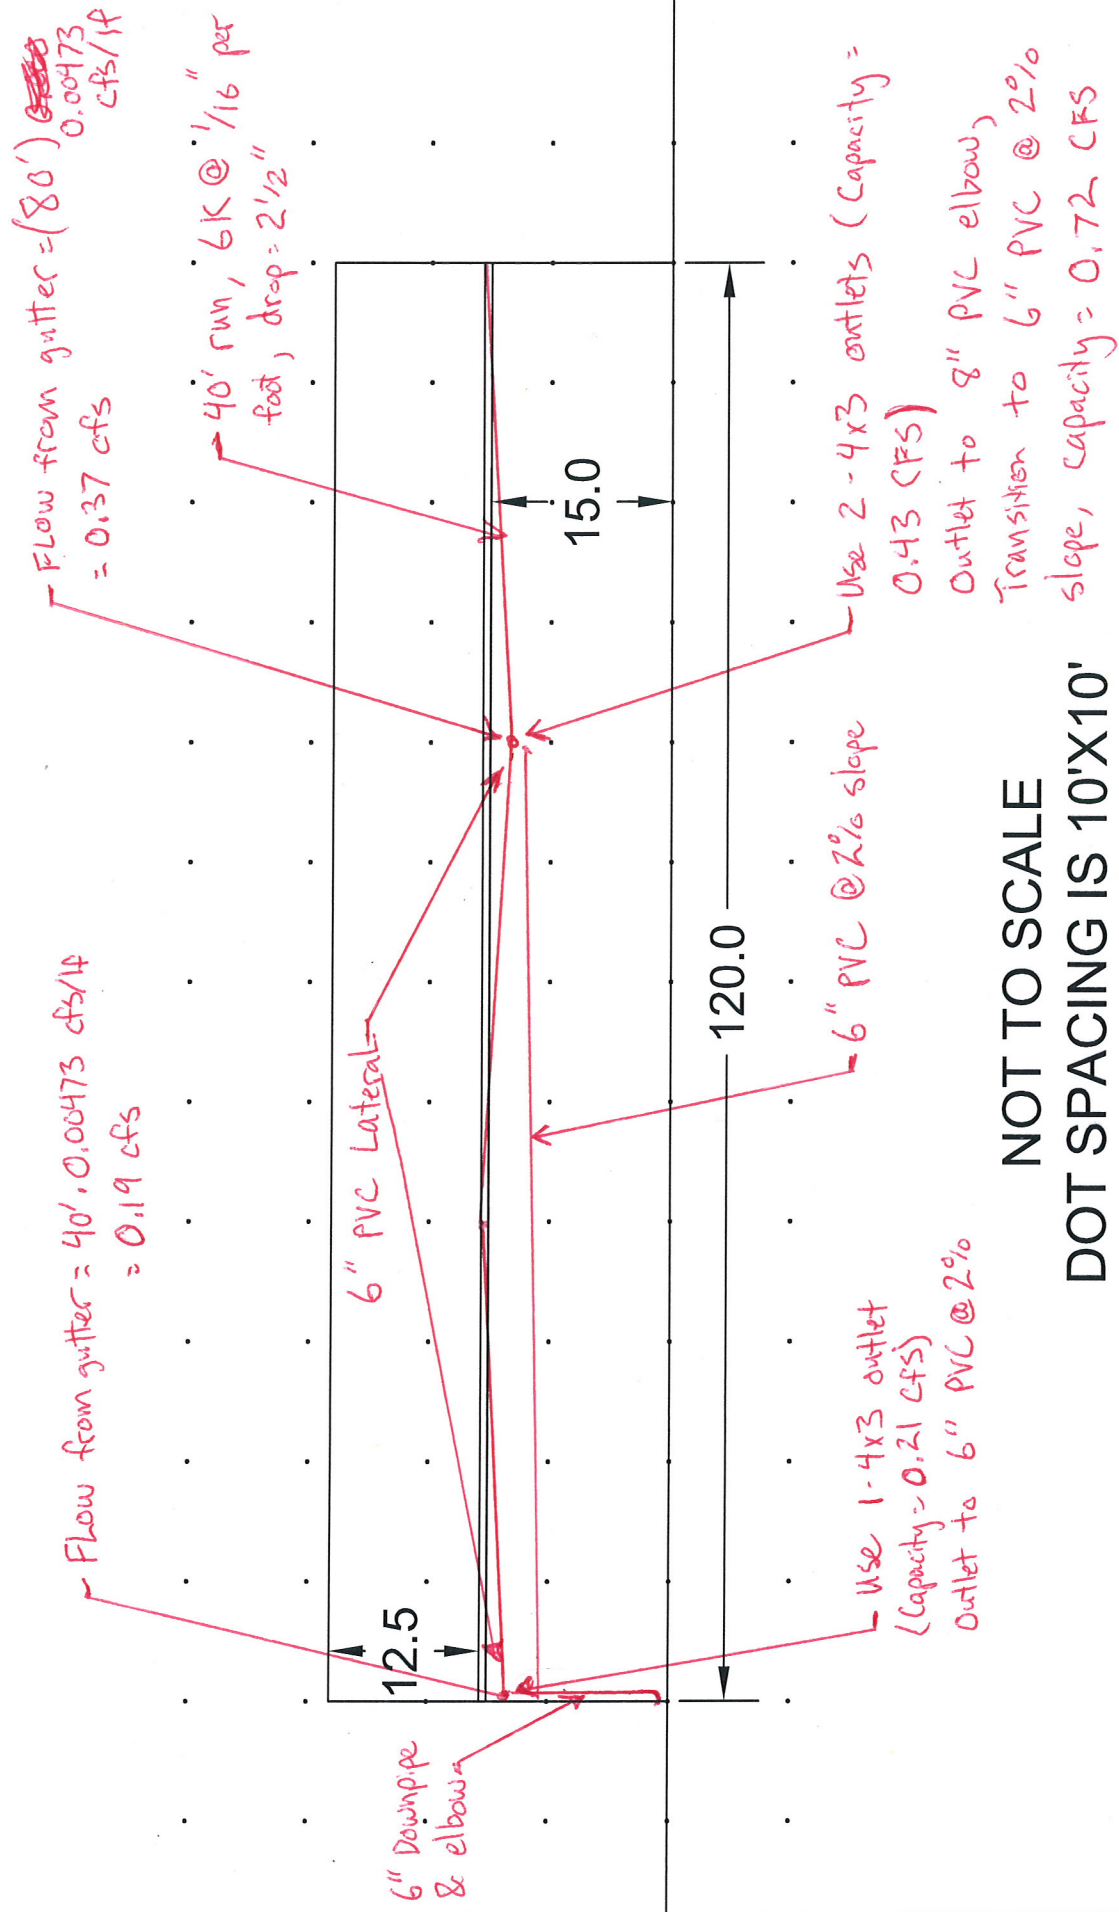 FLow from gutter = (80') 0.00473
cfs/lf
= 0.37 cfs
40' run, 6K @ 1/16" per
foot, drop = 2 1/2"
FLow from gutter = 40' · 0.00473 cfs/lf
= 0.19 cfs
6" PVC Lateral
12.5
15.0
120.0
6" Downpipe
& elbow
Use 1-4x3 outlet
(Capacity = 0.21 cfs)
Outlet to 6" PVC @ 2%
6" PVC @ 2% slope
Use 2-4x3 outlets (Capacity =
0.43 CFS)
Outlet to 8" PVC elbow,
Transition to 6" PVC @ 2%
slope, capacity = 0.72 CFS
NOT TO SCALE
DOT SPACING IS 10'X10'